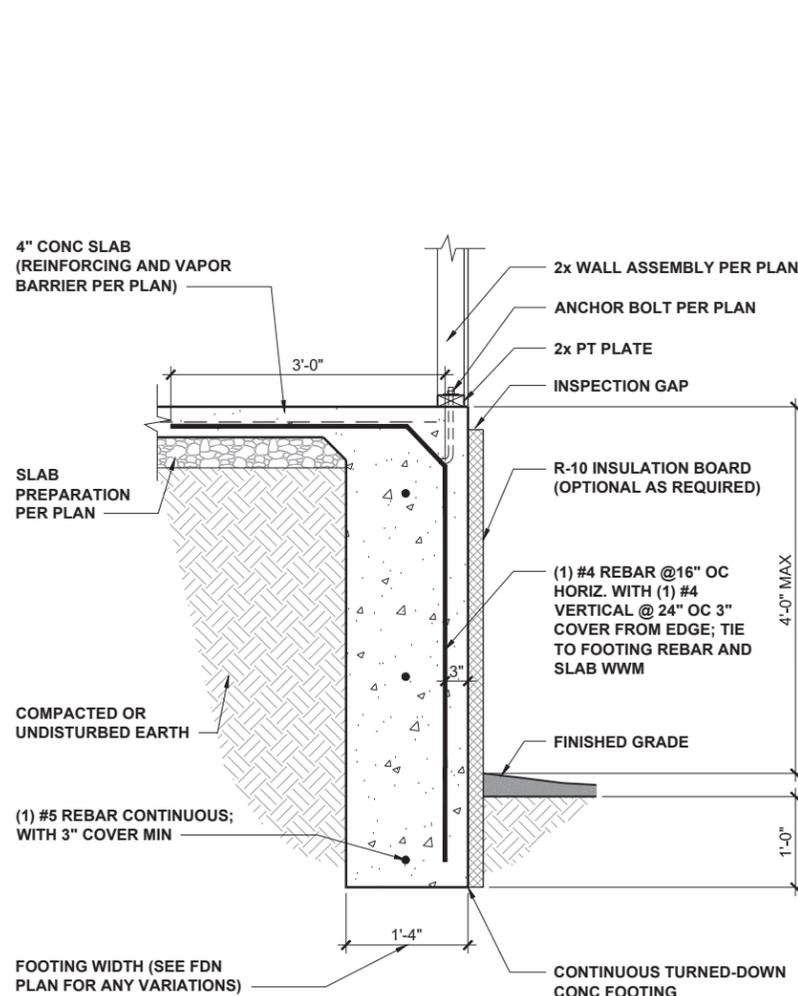 4" CONC SLAB
(REINFORCING AND VAPOR
BARRIER PER PLAN)
3'-0"
2x WALL ASSEMBLY PER PLAN
ANCHOR BOLT PER PLAN
2x PT PLATE
INSPECTION GAP
SLAB
PREPARATION
PER PLAN
R-10 INSULATION BOARD
(OPTIONAL AS REQUIRED)
(1) #4 REBAR @16" OC
HORIZ. WITH (1) #4
VERTICAL @ 24" OC 3"
COVER FROM EDGE; TIE
TO FOOTING REBAR AND
SLAB WWM
4'-0" MAX
3"
COMPACTED OR
UNDISTURBED EARTH
FINISHED GRADE
(1) #5 REBAR CONTINUOUS;
WITH 3" COVER MIN
1'-0"
1'-4"
FOOTING WIDTH (SEE FDN
PLAN FOR ANY VARIATIONS)
CONTINUOUS TURNED-DOWN
CONC FOOTING